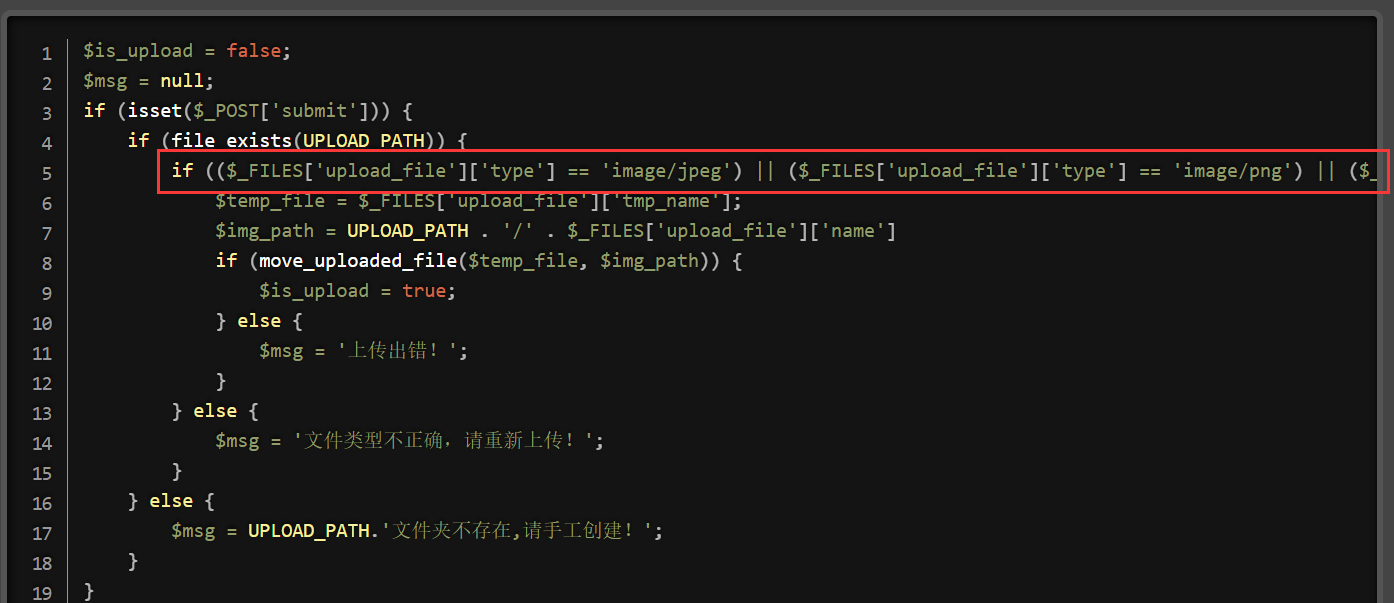 1 $is_upload = false;
2 $msg = null;
3 if (isset($_POST['submit'])) {
4 if (file_exists(UPLOAD_PATH)) {
5 if (($_FILES['upload_file']['type'] == 'image/jpeg') || ($_FILES['upload_file']['type'] == 'image/png') || ($_
6 $temp_file = $_FILES['upload_file']['tmp_name'];
7 $img_path = UPLOAD_PATH . '/' . $_FILES['upload_file']['name']
8 if (move_uploaded_file($temp_file, $img_path)) {
9 $is_upload = true;
10 } else {
11 $msg = '上传出错！';
12 }
13 } else {
14 $msg = '文件类型不正确，请重新上传！';
15 }
16 } else {
17 $msg = UPLOAD_PATH.'文件夹不存在,请手工创建！';
18 }
19 }